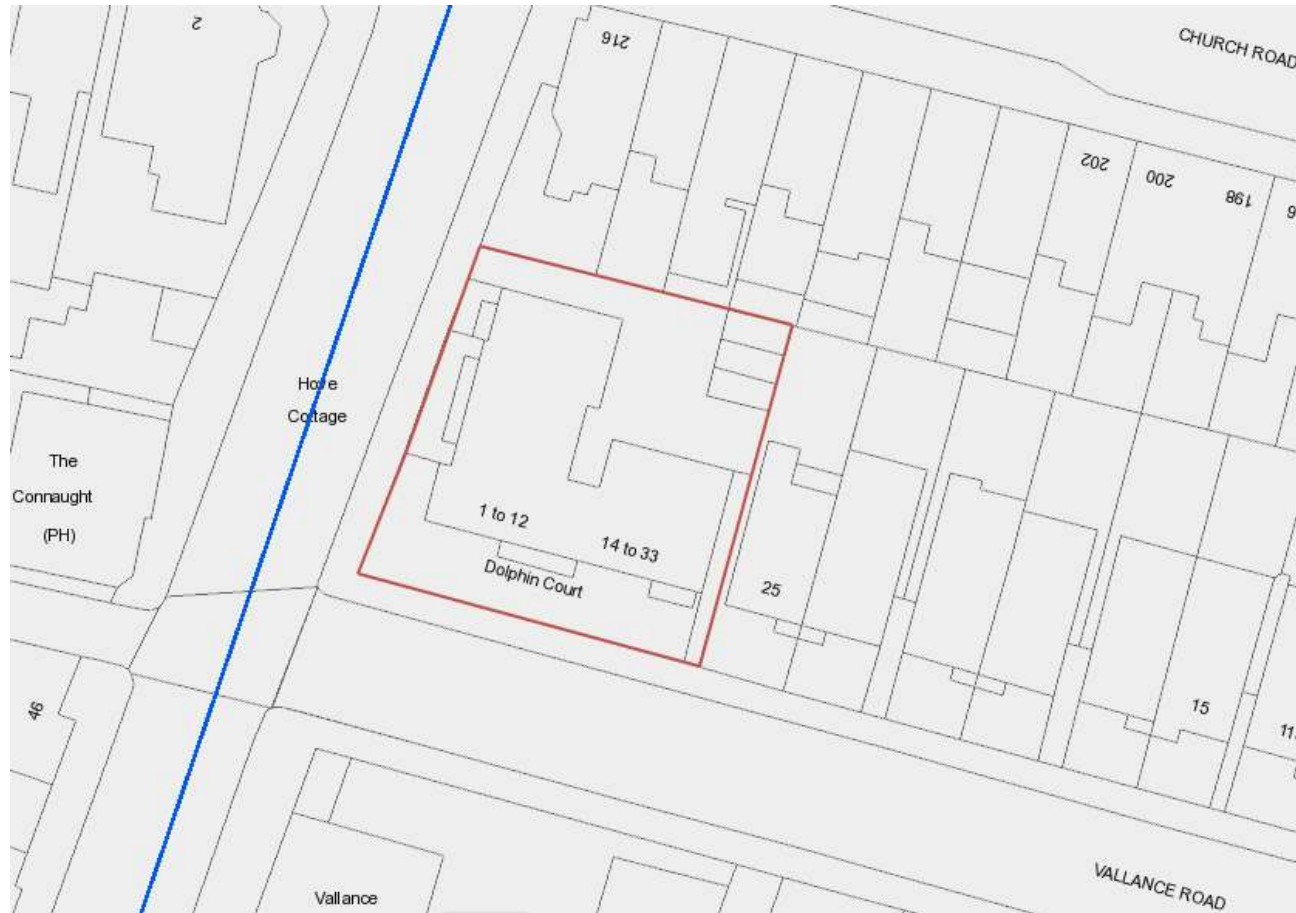 2
216
CHURCH ROAD
202
200
198
Hove
Cottage
The
Connaught
(PH)
1 to 12
14 to 33
Dolphin Court
25
46
15
11
Vallance
VALLANCE ROAD